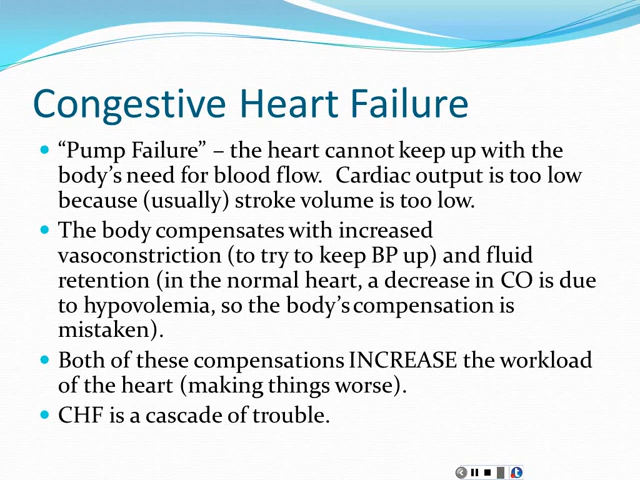 Congestive Heart Failure
“Pump Failure” – the heart cannot keep up with the
body’s need for blood flow. Cardiac output is too low
because (usually) stroke volume is too low.
The body compensates with increased
vasoconstriction (to try to keep BP up) and fluid
retention (in the normal heart, a decrease in CO is due
to hypovolemia, so the body’s compensation is
mistaken).
Both of these compensations INCREASE the workload
of the heart (making things worse).
CHF is a cascade of trouble.